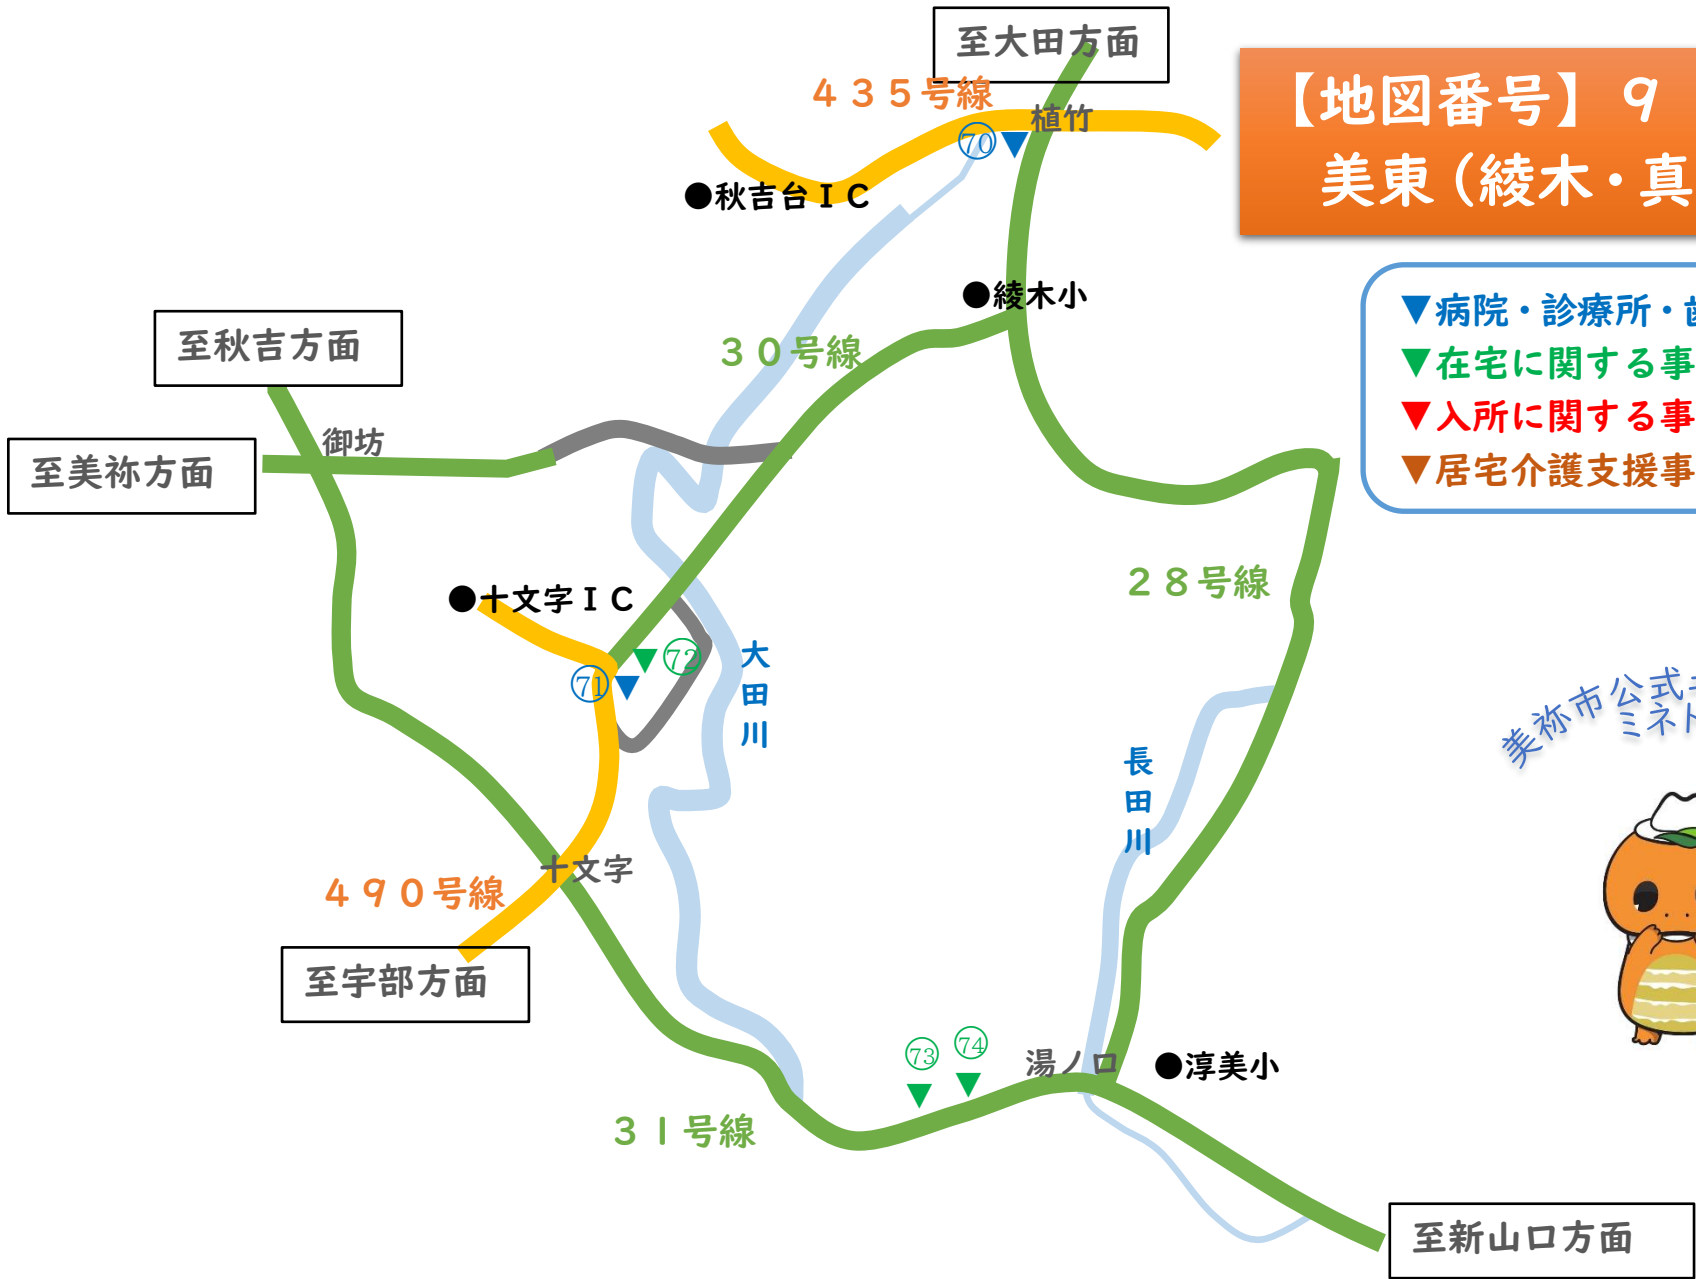 至大田方面
【地図番号】９
美東（綾木・真
４３５号線
植竹
⑦⓪
●秋吉台ＩＣ
▼病院・診療所・
▼在宅に関する事
▼入所に関する事
▼居宅介護支援事
●綾木小
至秋吉方面
３０号線
御坊
至美祢方面
２８号線
●十文字ＩＣ
72
71
大田川
美祢市公式
ミネ
長田川
十文字
４９０号線
至宇部方面
73
74
湯ノ口
●淳美小
３１号線
至新山口方面